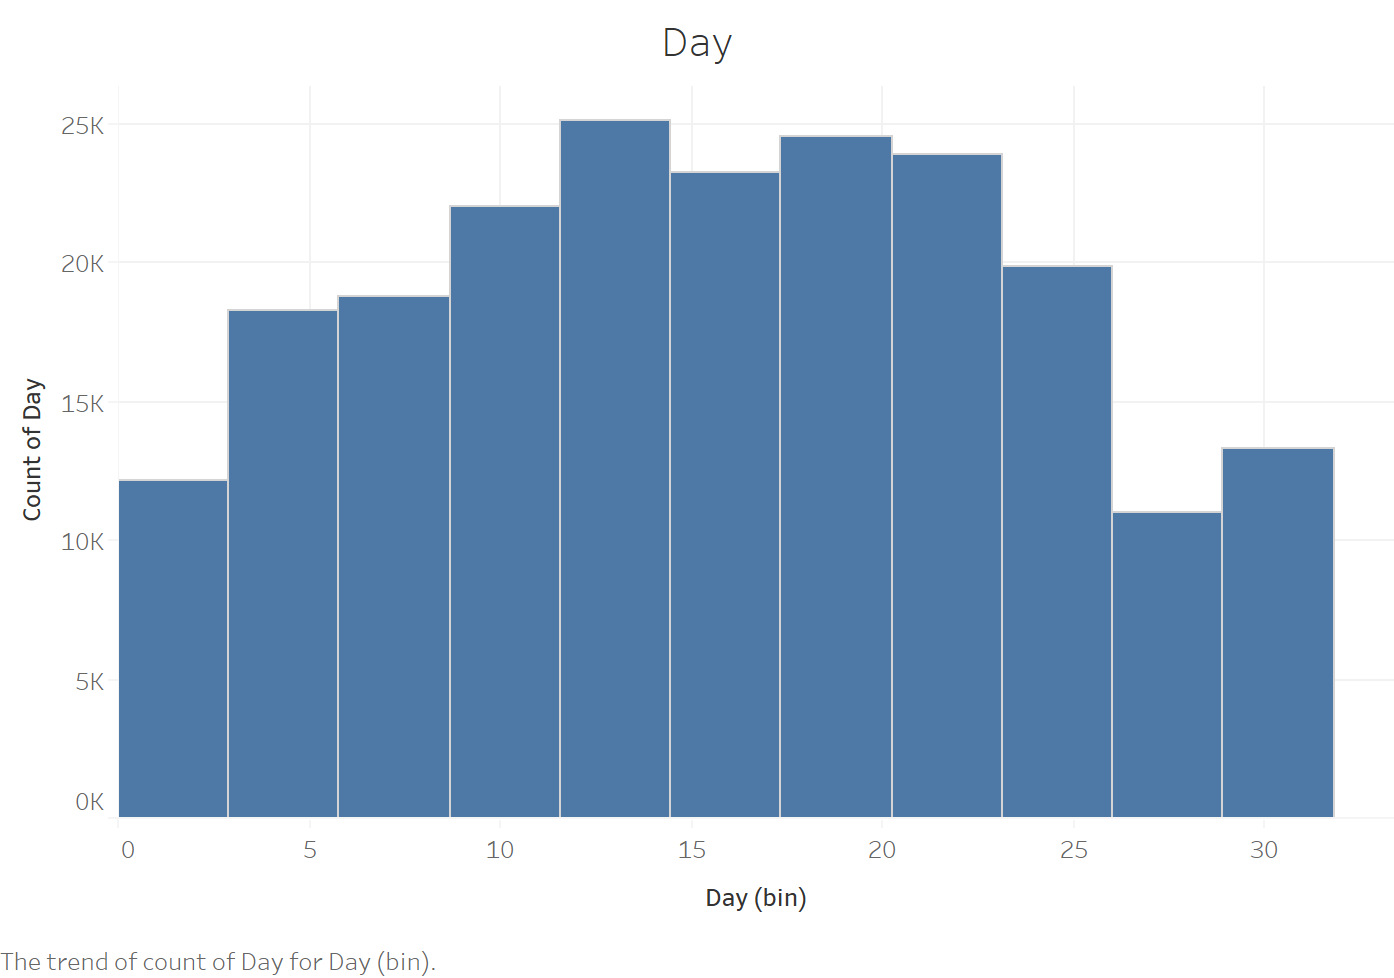 Day
25K
20K
15K
10K
5K
0K
Count of Day
0 5 10 15 20 25 30
Day (bin)
The trend of count of Day for Day (bin).